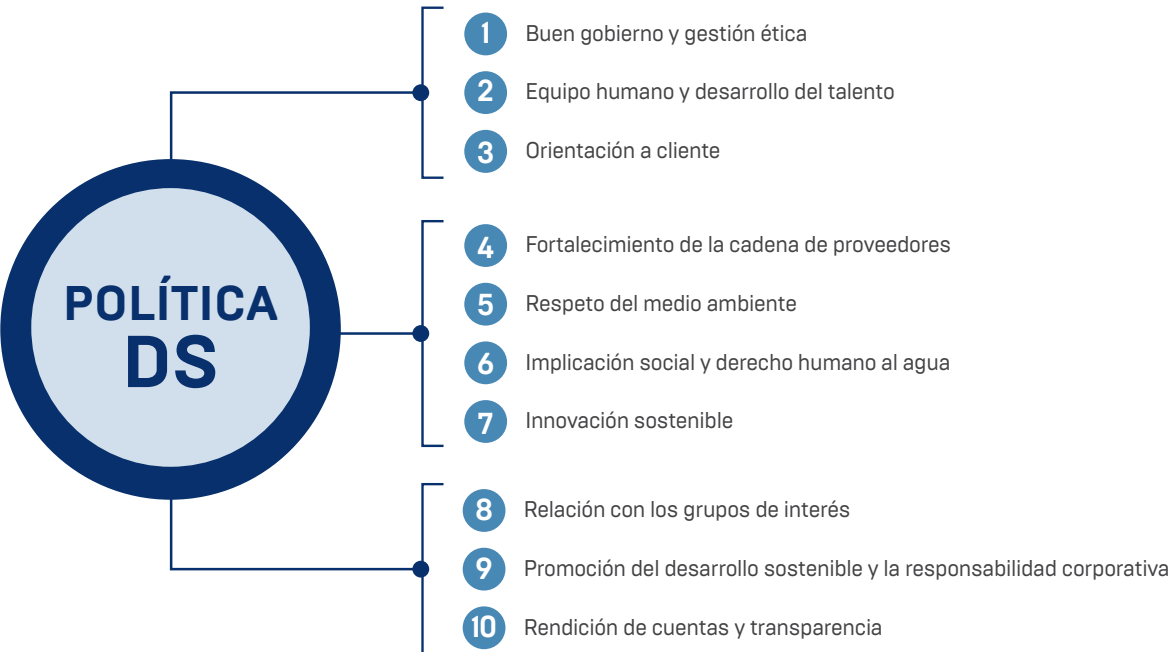 POLÍTICA
DS
1 Buen gobierno y gestión ética
2 Equipo humano y desarrollo del talento
3 Orientación a cliente
4 Fortalecimiento de la cadena de proveedores
5 Respeto del medio ambiente
6 Implicación social y derecho humano al agua
7 Innovación sostenible
8 Relación con los grupos de interés
9 Promoción del desarrollo sostenible y la responsabilidad corporativa
10 Rendición de cuentas y transparencia